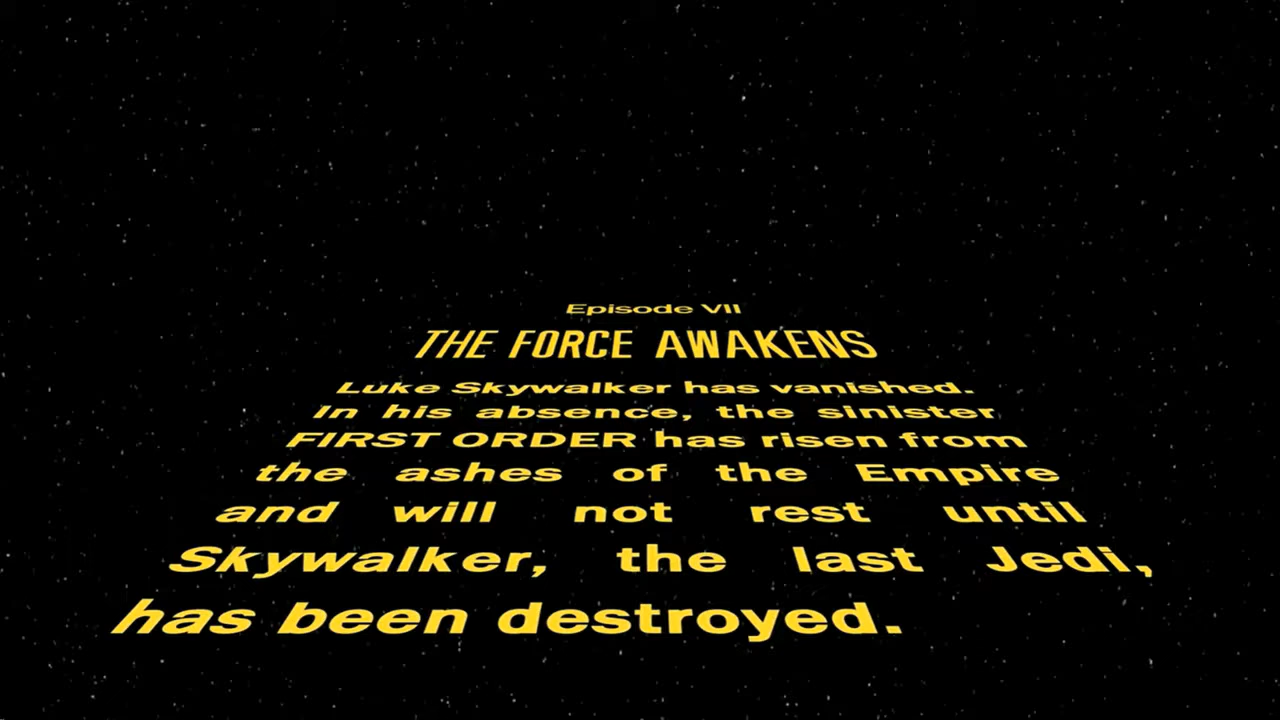 Episode VII
THE FORCE AWAKENS
Luke Skywalker has vanished.
In his absence, the sinister
FIRST ORDER has risen from
the ashes of the Empire
and will not rest until
Skywalker, the last Jedi,
has been destroyed.